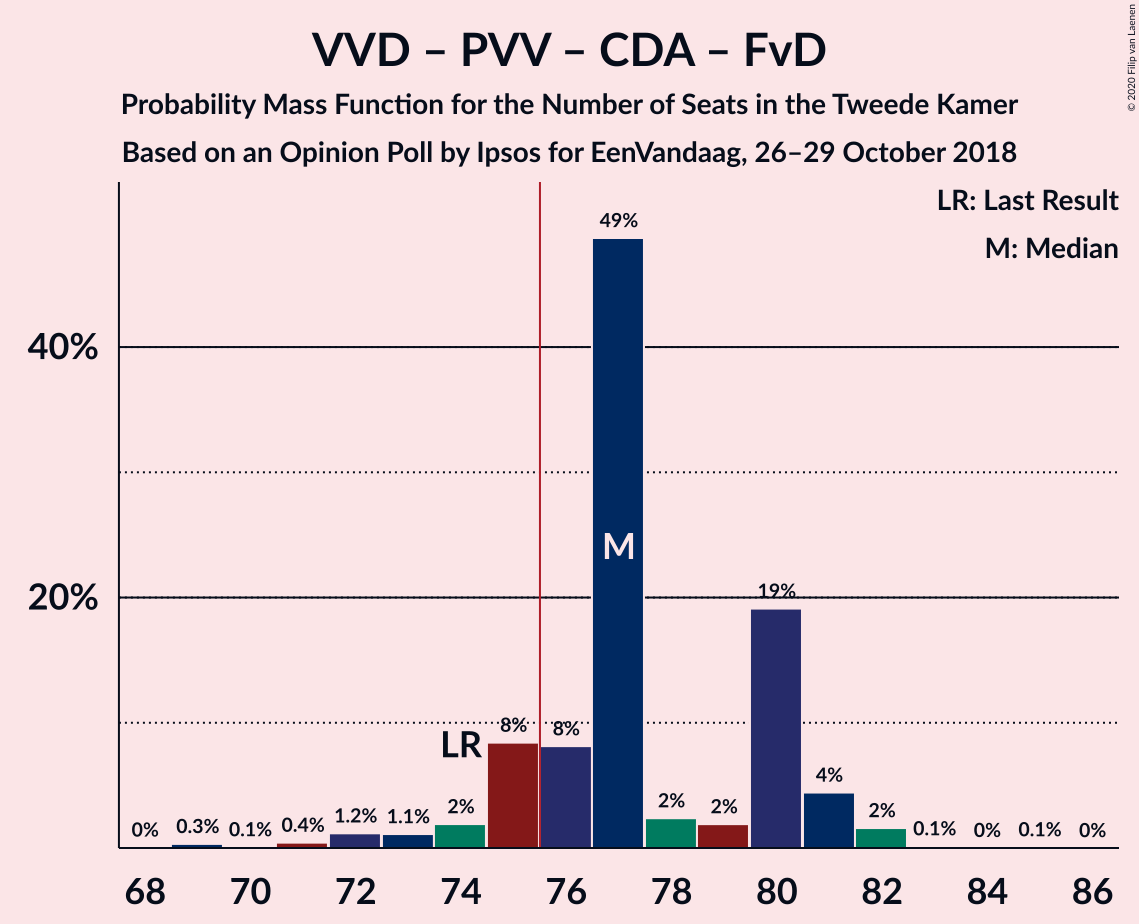 VVD – PVV – CDA – FvD
Probability Mass Function for the Number of Seats in the Tweede Kamer
Based on an Opinion Poll by Ipsos for EenVandaag, 26–29 October 2018
© 2020 Filip van Laenen
LR: Last Result
M: Median
40%
20%
0% 0.3% 0.1% 0.4% 1.2% 1.1% 2% 8% 8% 49% 2% 2% 19% 4% 2% 0.1% 0% 0.1% 0%
LR
M
68 70 72 74 76 78 80 82 84 86